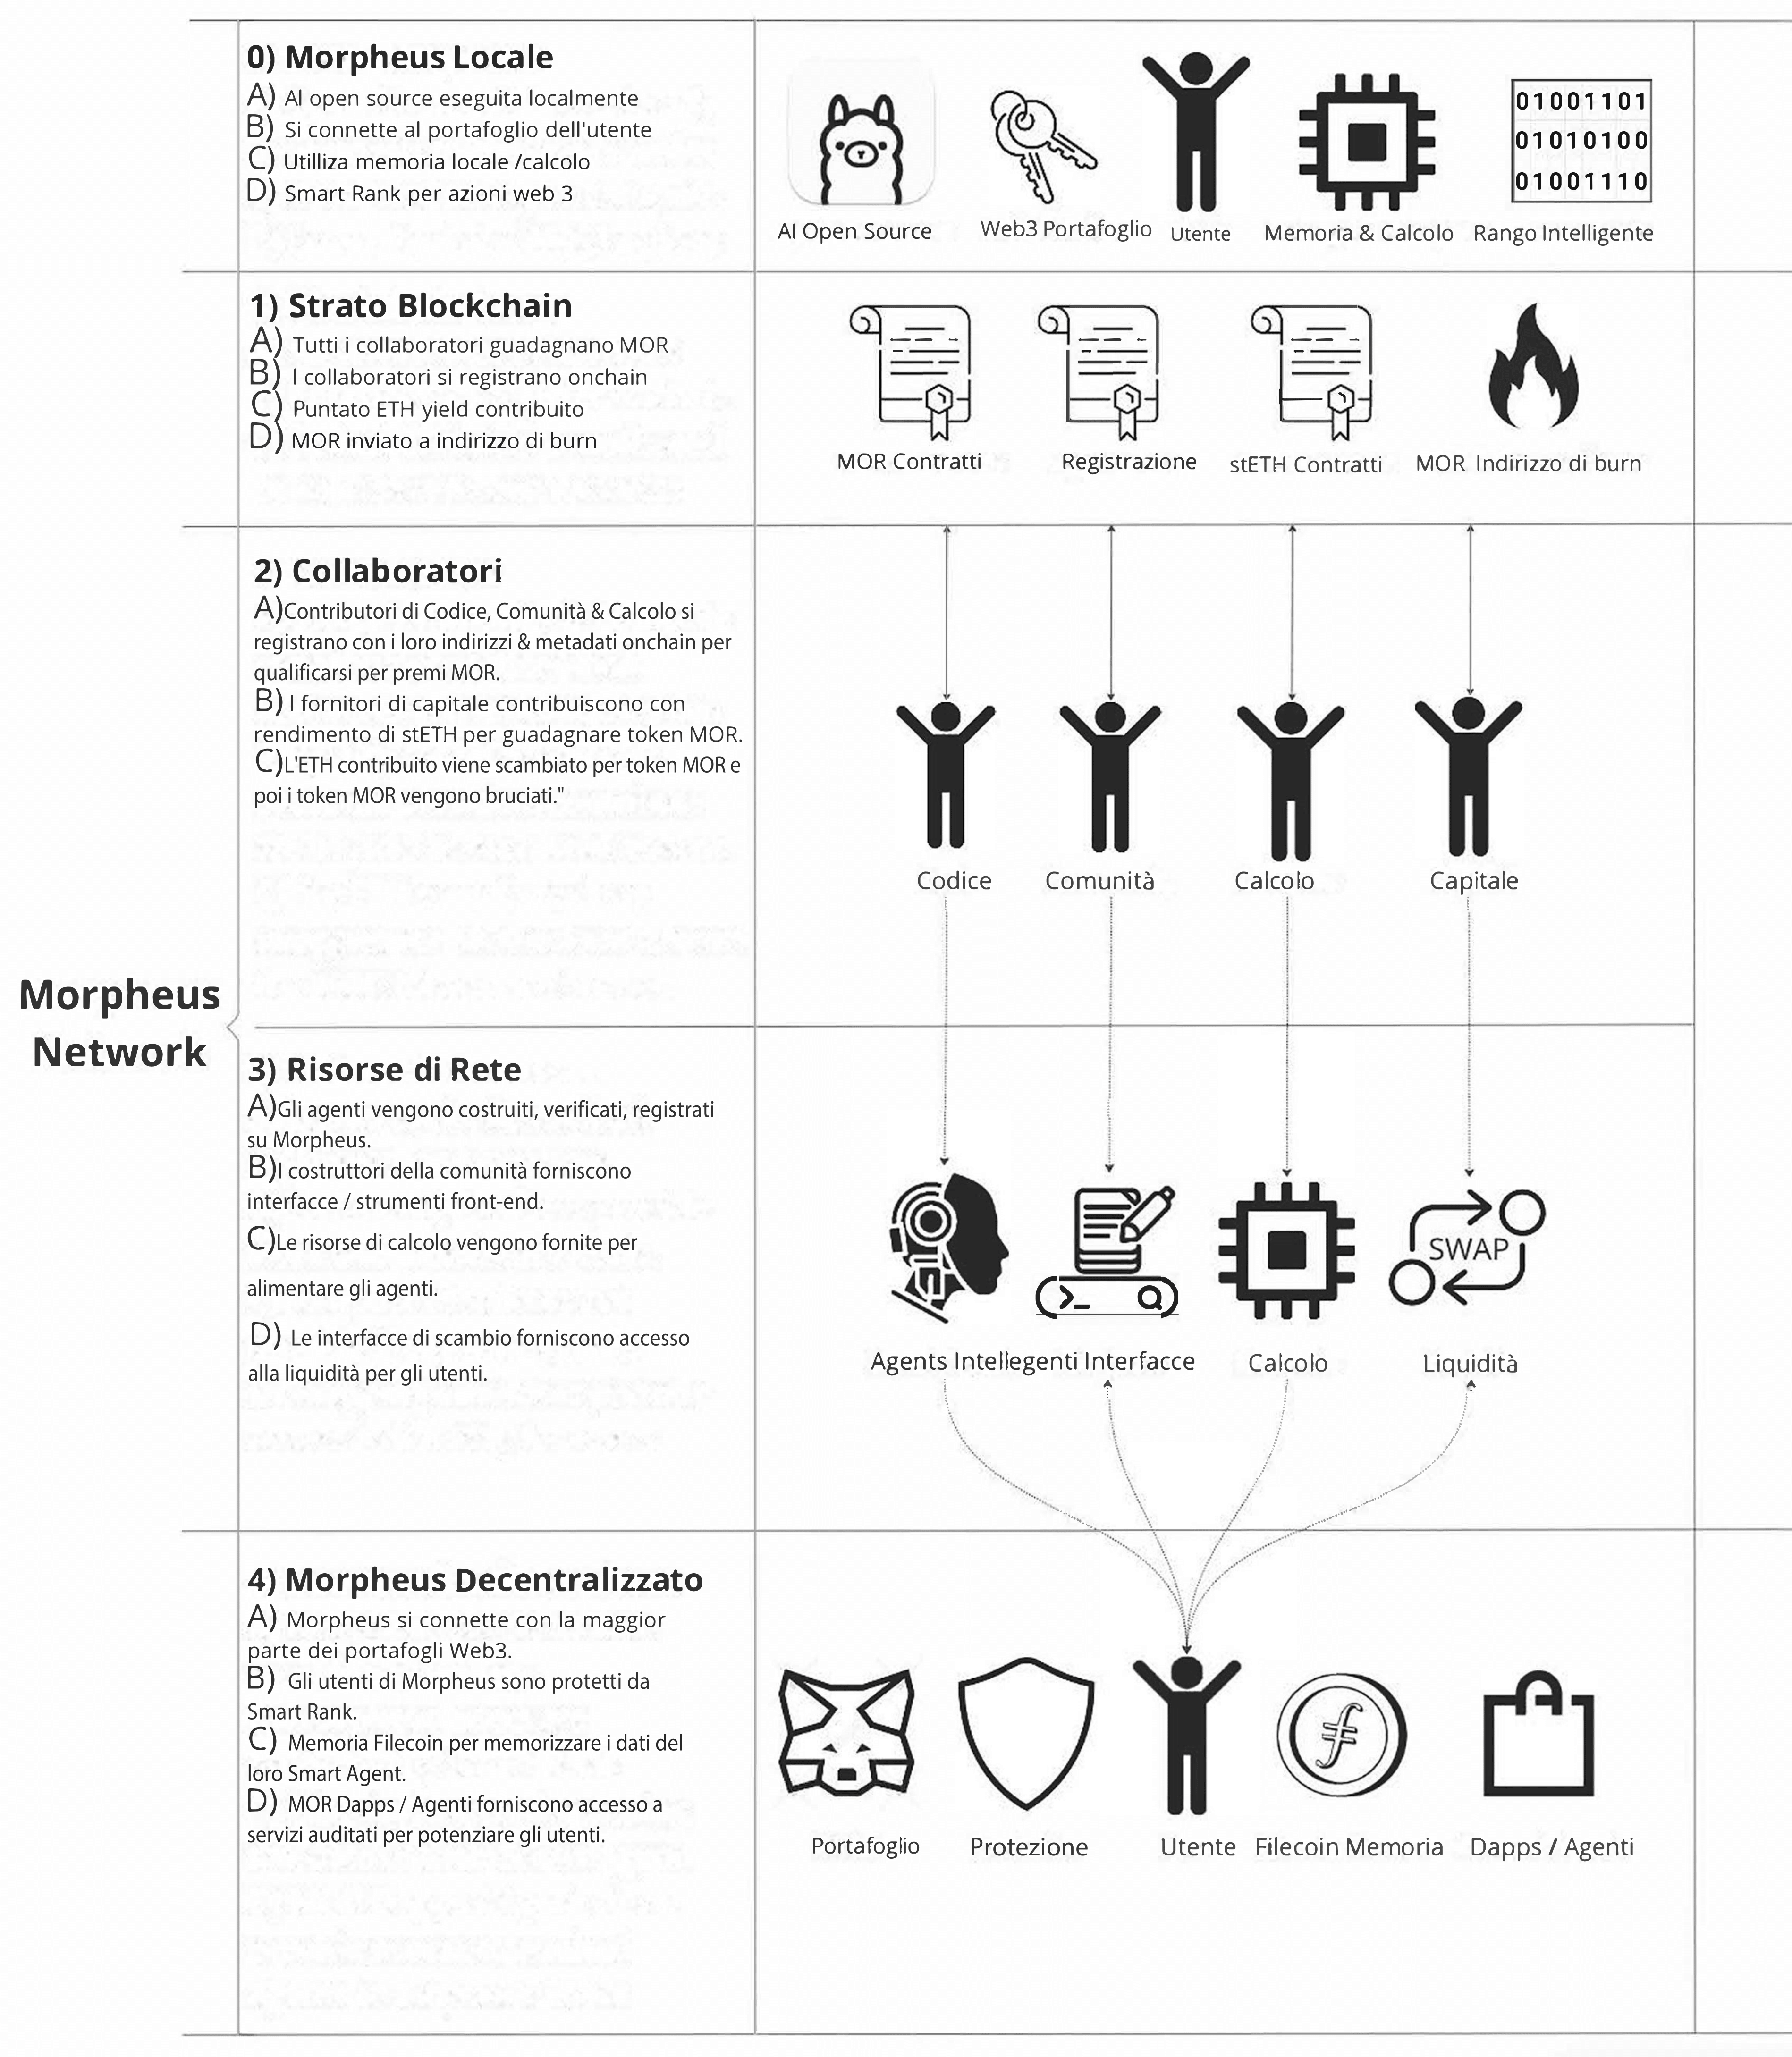 Morpheus
Network
0) Morpheus Locale
A) AI open source eseguita localmente
B) Si connette al portafoglio dell'utente
C) Utilliza memoria locale /calcolo
D) Smart Rank per azioni web 3
01001101
01010100
01001110
AI Open Source
Web3 Portafoglio
Utente
Memoria & Calcolo
Rango Intelligente
1) Strato Blockchain
A) Tutti i collaboratori guadagnano MOR
B) I collaboratori si registrano onchain
C) Puntato ETH yield contribuito
D) MOR inviato a indirizzo di burn
MOR Contratti
Registrazione
stETH Contratti
MOR Indirizzo di burn
2) Collaboratori
A)Contributori di Codice, Comunità & Calcolo si
registrano con i loro indirizzi & metadati onchain per
qualificarsi per premi MOR.
B) I fornitori di capitale contribuiscono con
rendimento di stETH per guadagnare token MOR.
C)L'ETH contribuito viene scambiato per token MOR e
poi i token MOR vengono bruciati."
Codice
Comunità
Calcolo
Capitale
3) Risorse di Rete
A)Gli agenti vengono costruiti, verificati, registrati
su Morpheus.
B)I costruttori della comunità forniscono
interfacce / strumenti front-end.
C)Le risorse di calcolo vengono fornite per
alimentare gli agenti.
D) Le interfacce di scambio forniscono accesso
alla liquidità per gli utenti.
SWAP
Agents Intellegenti Interfacce
Calcolo
Liquidità
4) Morpheus Decentralizzato
A) Morpheus si connette con la maggior
parte dei portafogli Web3.
B) Gli utenti di Morpheus sono protetti da
Smart Rank.
C) Memoria Filecoin per memorizzare i dati del
loro Smart Agent.
D) MOR Dapps / Agenti forniscono accesso a
servizi auditati per potenziare gli utenti.
Portafoglio
Protezione
Utente
Filecoin Memoria
Dapps / Agenti